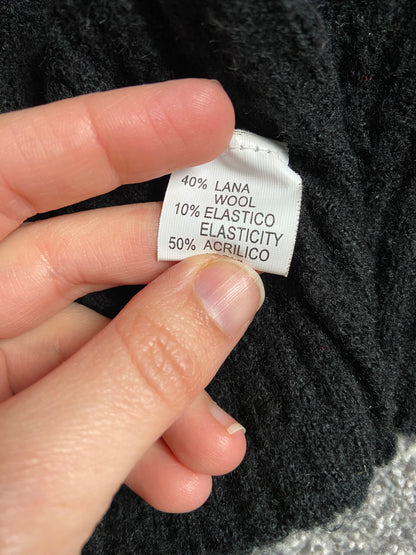 40% LANA
WOOL
10% ELASTICO
ELASTICITY
50% ACRILICO